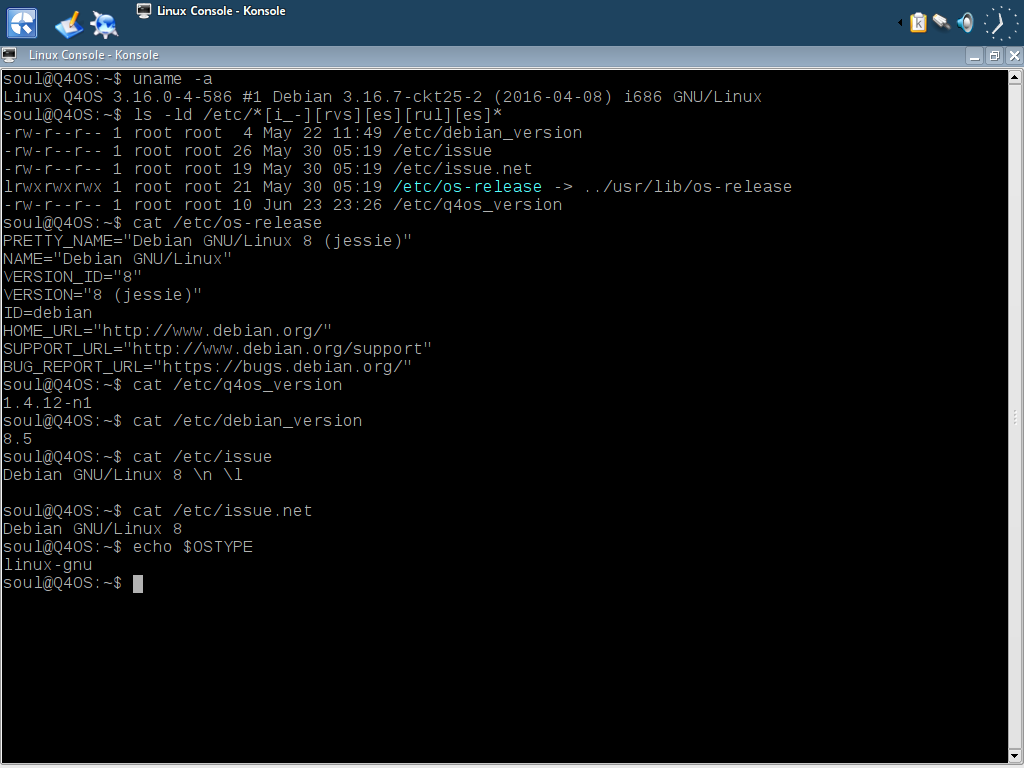 Linux Console - Konsole
Linux Console - Konsole
soul@Q4OS:~$ uname -a
Linux Q4OS 3.16.0-4-586 #1 Debian 3.16.7-ckt25-2 (2016-04-08) i686 GNU/Linux
soul@Q4OS:~$ ls -ld /etc/*[i_-][rvs][es][rul][es]*
-rw-r--r-- 1 root root  4 May 22 11:49 /etc/debian_version
-rw-r--r-- 1 root root 26 May 30 05:19 /etc/issue
-rw-r--r-- 1 root root 19 May 30 05:19 /etc/issue.net
lrwxrwxrwx 1 root root 21 May 30 05:19 /etc/os-release -> ../usr/lib/os-release
-rw-r--r-- 1 root root 10 Jun 23 23:26 /etc/q4os_version
soul@Q4OS:~$ cat /etc/os-release
PRETTY_NAME="Debian GNU/Linux 8 (jessie)"
NAME="Debian GNU/Linux"
VERSION_ID="8"
VERSION="8 (jessie)"
ID=debian
HOME_URL="http://www.debian.org/"
SUPPORT_URL="http://www.debian.org/support"
BUG_REPORT_URL="https://bugs.debian.org/"
soul@Q4OS:~$ cat /etc/q4os_version
1.4.12-n1
soul@Q4OS:~$ cat /etc/debian_version
8.5
soul@Q4OS:~$ cat /etc/issue
Debian GNU/Linux 8 \n \l

soul@Q4OS:~$ cat /etc/issue.net
Debian GNU/Linux 8
soul@Q4OS:~$ echo $OSTYPE
linux-gnu
soul@Q4OS:~$